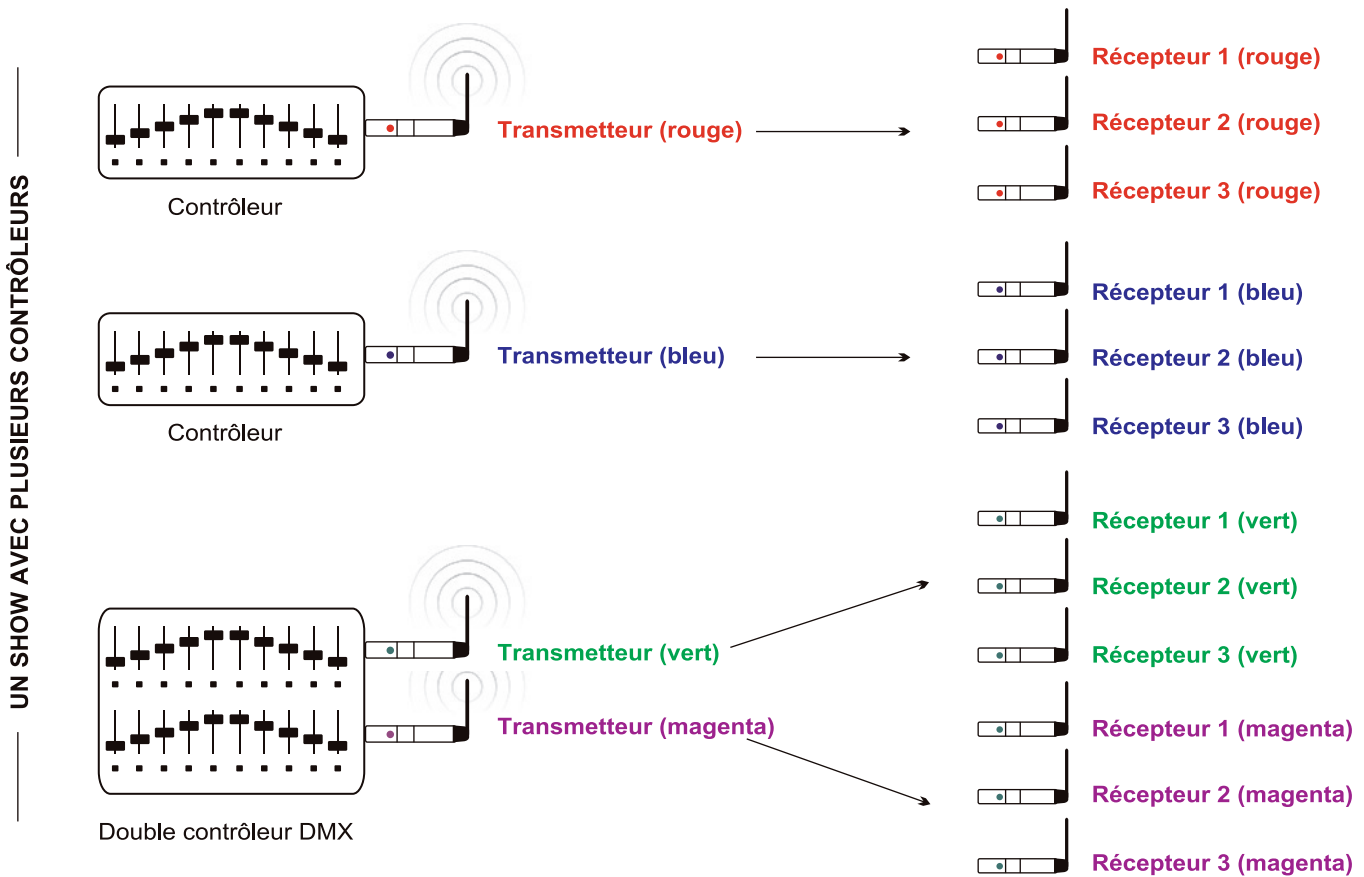 UN SHOW AVEC PLUSIEURS CONTRÔLEURS
Contrôleur
Transmetteur (rouge)
Récepteur 1 (rouge)
Récepteur 2 (rouge)
Récepteur 3 (rouge)
Contrôleur
Transmetteur (bleu)
Récepteur 1 (bleu)
Récepteur 2 (bleu)
Récepteur 3 (bleu)
Double contrôleur DMX
Transmetteur (vert)
Récepteur 1 (vert)
Récepteur 2 (vert)
Récepteur 3 (vert)
Transmetteur (magenta)
Récepteur 1 (magenta)
Récepteur 2 (magenta)
Récepteur 3 (magenta)